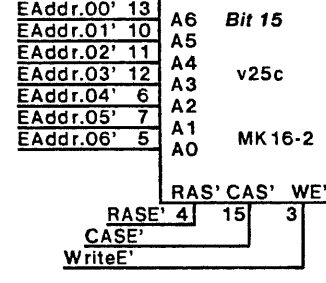 EAddr.00' 13 A6 Bit 15
EAddr.01' 10 A5
EAddr.02' 11 A4
EAddr.03' 12 A3 v25c
EAddr.04' 6 A2
EAddr.05' 7 A1
EAddr.06' 5 A0 MK16-2
RAS' CAS' WE'
RASE' 4 15 3
CASE'
WriteE'